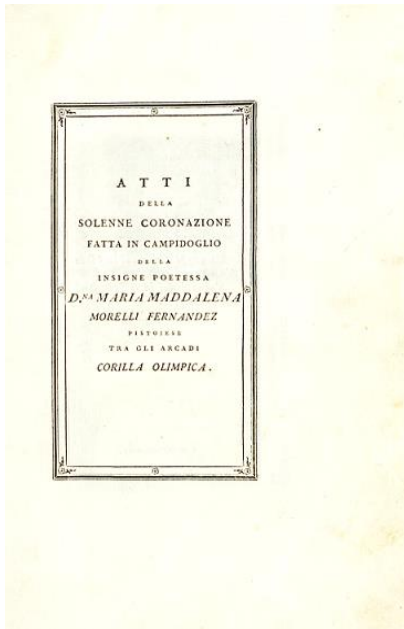 ATTI
DELLA
SOLENNE CORONAZIONE
FATTA IN CAMPIDOGLIO
DELLA
INSIGNE POETESSA
D.NA MARIA MADDALENA
MORELLI FERNANDEZ
PISTOIESE
TRA GLI ARCADI
CORILLA OLIMPICA.